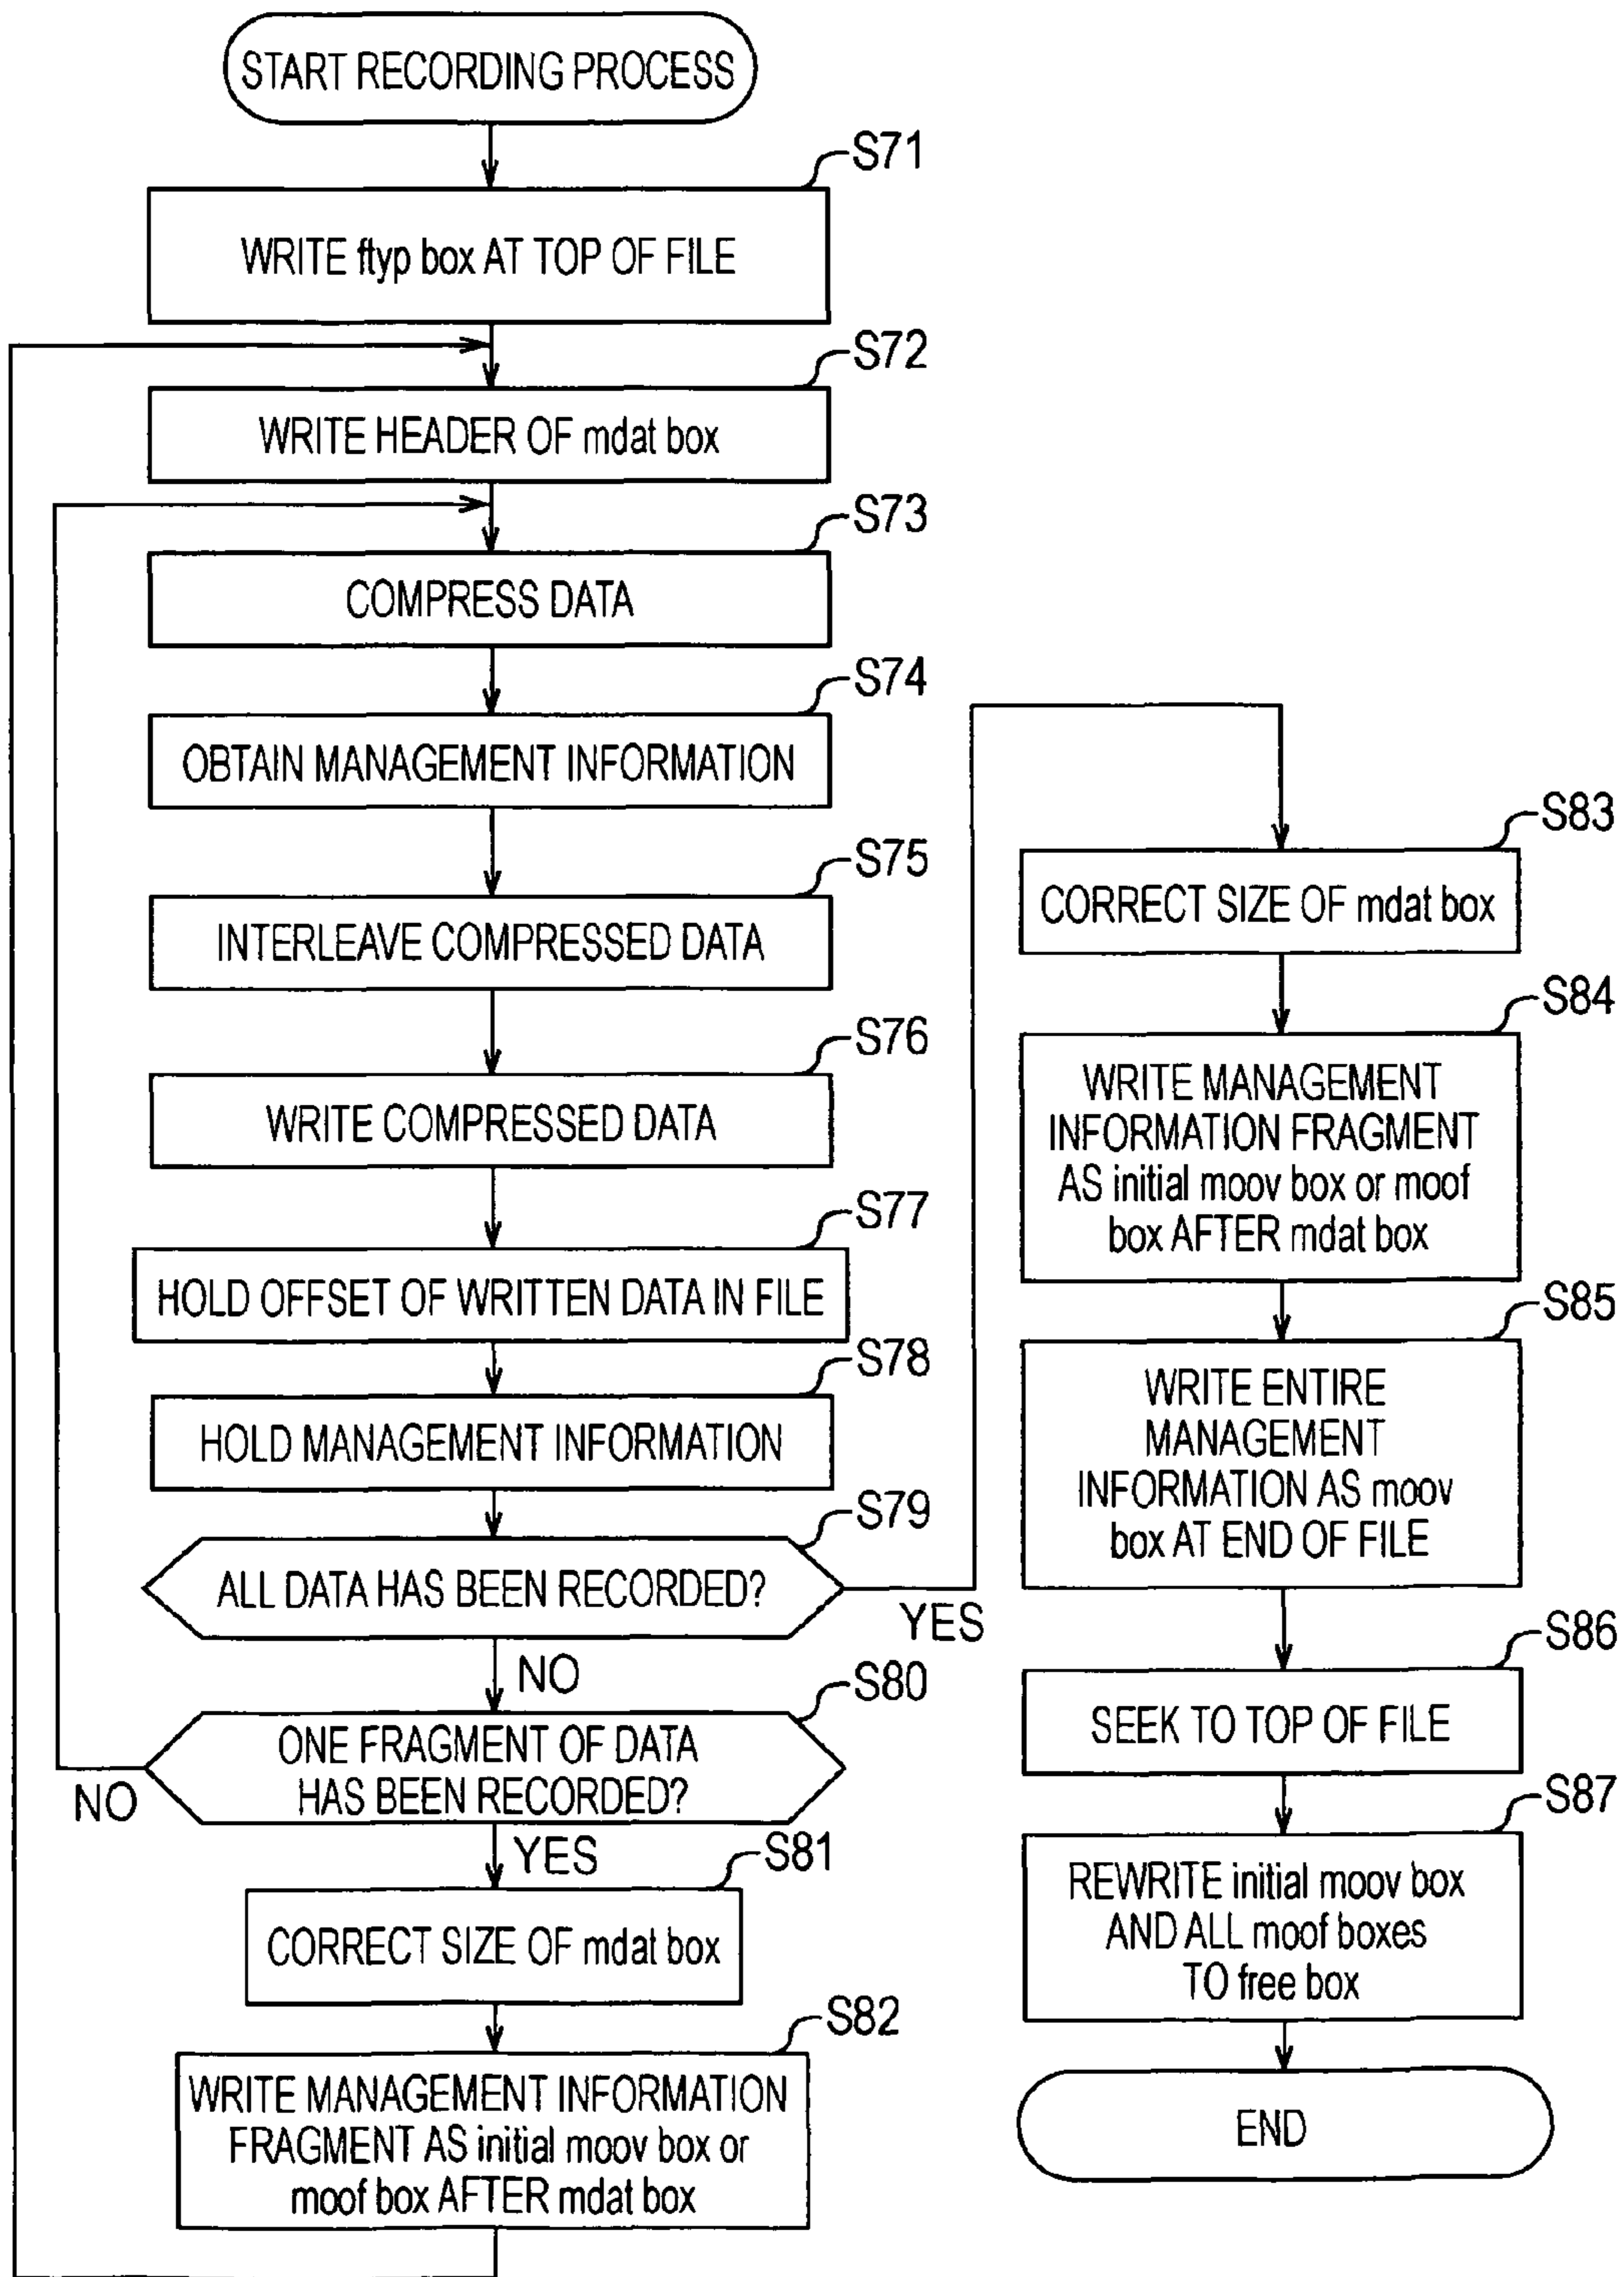 START RECORDING PROCESS
S71
WRITE ftyp box AT TOP OF FILE
S72
WRITE HEADER OF mdat box
S73
COMPRESS DATA
S74
OBTAIN MANAGEMENT INFORMATION
S75
INTERLEAVE COMPRESSED DATA
S76
WRITE COMPRESSED DATA
S77
HOLD OFFSET OF WRITTEN DATA IN FILE
S78
HOLD MANAGEMENT INFORMATION
S79
ALL DATA HAS BEEN RECORDED?
YES
NO
S80
ONE FRAGMENT OF DATA
HAS BEEN RECORDED?
NO
YES
S81
CORRECT SIZE OF mdat box
S82
WRITE MANAGEMENT INFORMATION
FRAGMENT AS initial moov box or
moof box AFTER mdat box
S83
CORRECT SIZE OF mdat box
S84
WRITE MANAGEMENT
INFORMATION FRAGMENT
AS initial moov box or moof
box AFTER mdat box
S85
WRITE ENTIRE
MANAGEMENT
INFORMATION AS moov
box AT END OF FILE
S86
SEEK TO TOP OF FILE
S87
REWRITE initial moov box
AND ALL moof boxes
TO free box
END